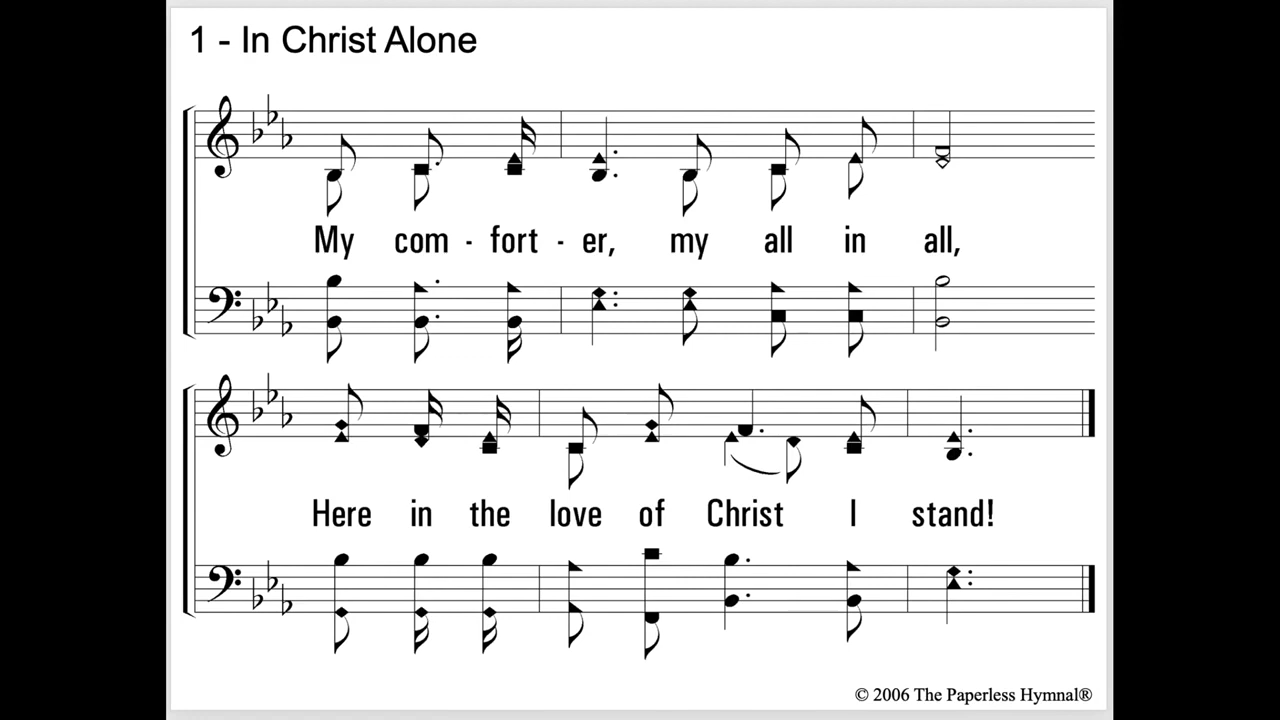 1 - In Christ Alone
My com - fort - er, my all in all,
Here in the love of Christ I stand!
© 2006 The Paperless Hymnal®